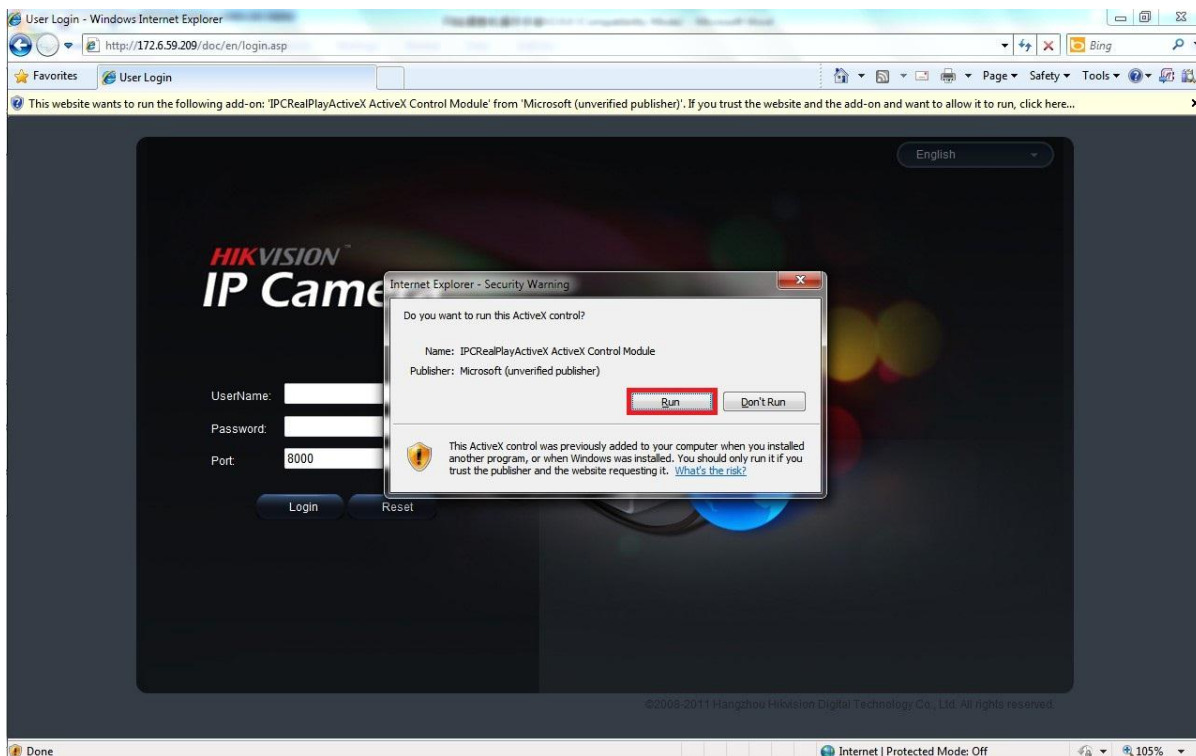 User Login - Windows Internet Explorer
http://172.6.59.209/doc/en/login.asp
Bing
Favorites
User Login
Page
Safety
Tools
This website wants to run the following add-on: 'IPCRealPlayActiveX ActiveX Control Module' from 'Microsoft (unverified publisher)'. If you trust the website and the add-on and want to allow it to run, click here...
English
HIKVISION™
IP Camera
Internet Explorer - Security Warning
Do you want to run this ActiveX control?
Name: IPCRealPlayActiveX ActiveX Control Module
Publisher: Microsoft (unverified publisher)
Run
Don't Run
This ActiveX control was previously added to your computer when you installed
another program, or when Windows was installed. You should only run it if you
trust the publisher and the website requesting it. What's the risk?
UserName:
Password:
Port: 8000
Login
Reset
©2008-2011 Hangzhou Hikvision Digital Technology Co., Ltd. All rights reserved.
Done
Internet | Protected Mode: Off
105%